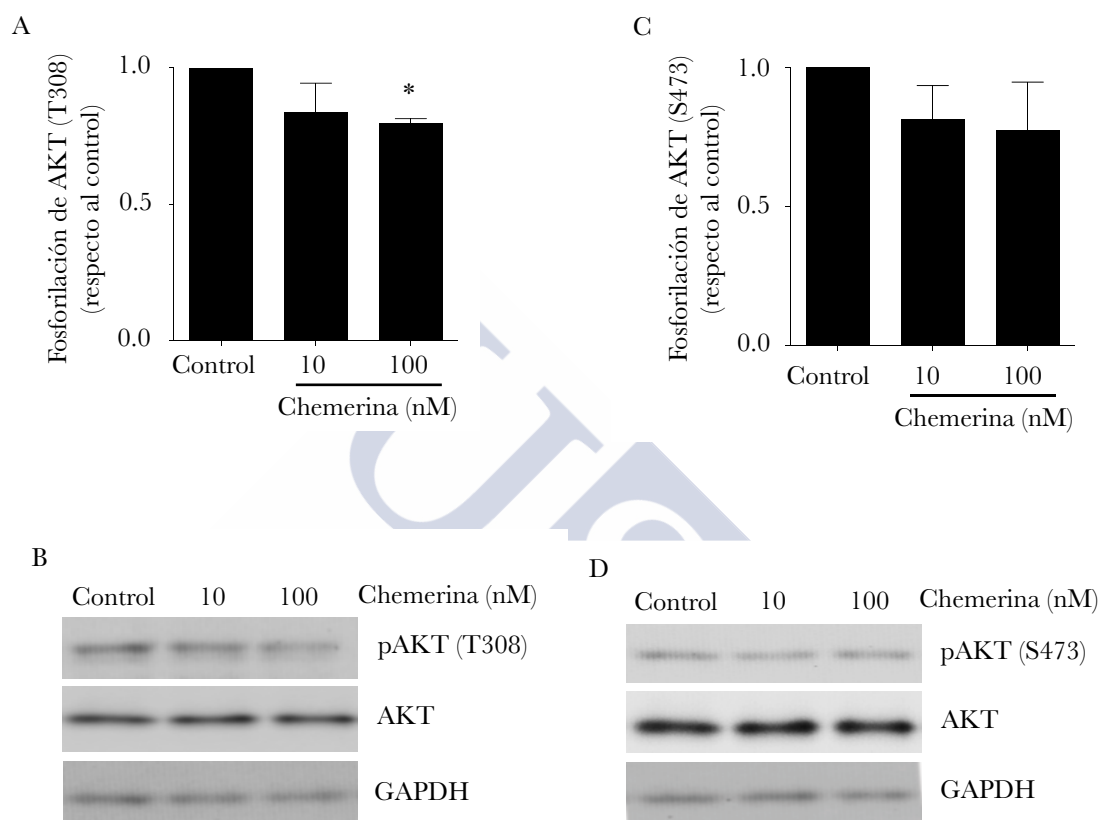 A
Fosforilación de AKT (T308)
(respecto al control)
1.0
0.5
0.0
*
Control 10 100
Chemerina (nM)
C
Fosforilación de AKT (S473)
(respecto al control)
1.0
0.5
0.0
Control 10 100
Chemerina (nM)
B
Control 10 100 Chemerina (nM)
pAKT (T308)
AKT
GAPDH
D
Control 10 100 Chemerina (nM)
pAKT (S473)
AKT
GAPDH